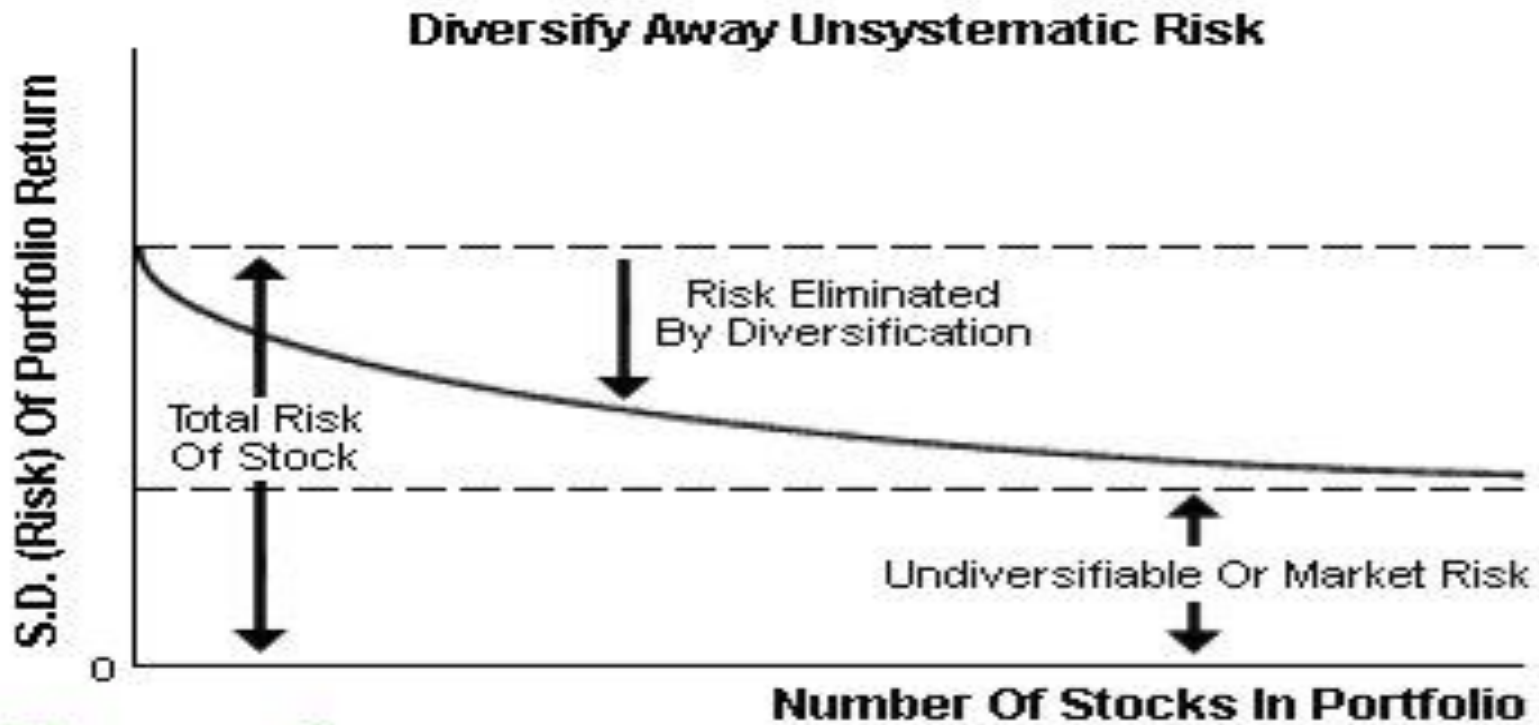 Diversify Away Unsystematic Risk
S.D. (Risk) Of Portfolio Return
Risk Eliminated
By Diversification
Total Risk
Of Stock
Undiversifiable Or Market Risk
0
Number Of Stocks In Portfolio